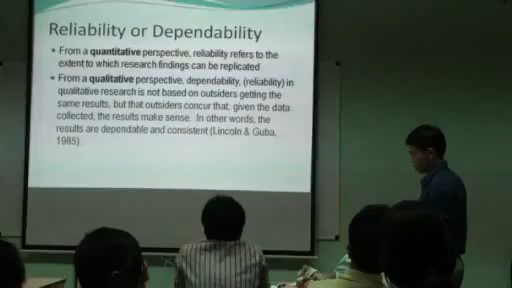 Reliability or Dependability
From a quantitative perspective, reliability refers to the
extent to which research findings can be replicated
From a qualitative perspective, dependability, (reliability) in
qualitative research is not based on outsiders getting the
same results, but that outsiders concur that, given the data
collected, the results make sense. In other words, the
results are dependable and consistent (Lincoln & Guba,
1985)